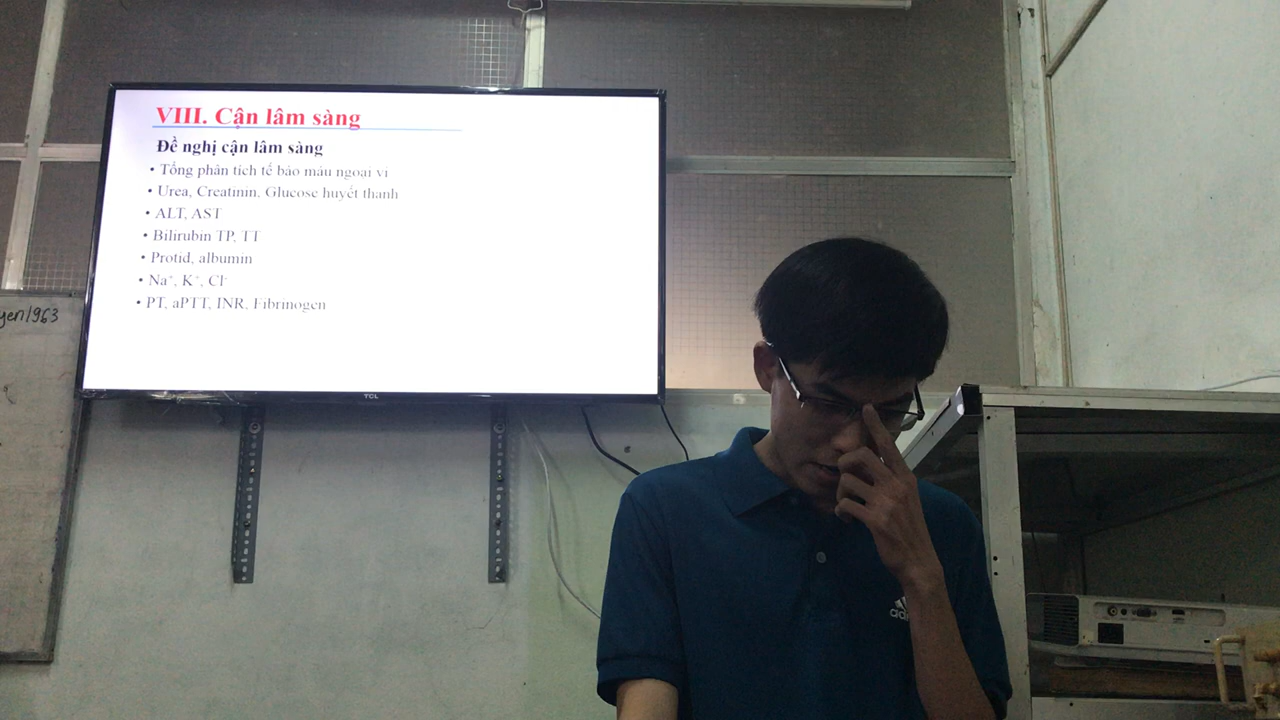 VIII. Cận lâm sàng
Đề nghị cận lâm sàng
• Tổng phân tích tế bào máu ngoại vi
• Urea, Creatinin, Glucose huyết thanh
• ALT, AST
• Bilirubin TP, TT
• Protid, albumin
• Na⁺, K⁺, Cl⁻
• PT, aPTT, INR, Fibrinogen
TCL
yen1963